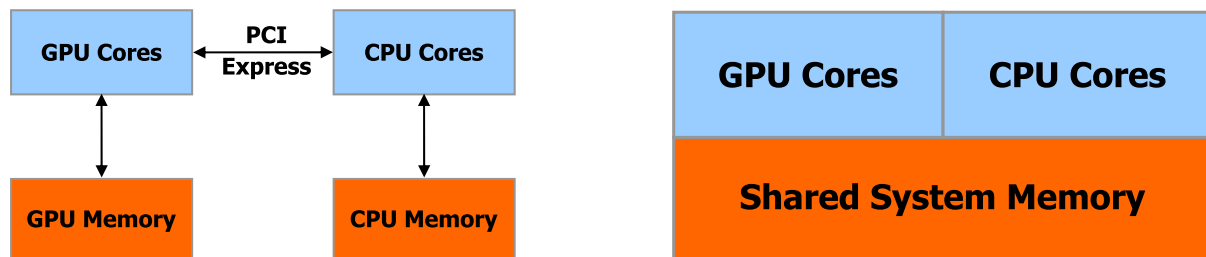 GPU Cores
PCI
Express
CPU Cores
GPU Memory
CPU Memory
GPU Cores
CPU Cores
Shared System Memory